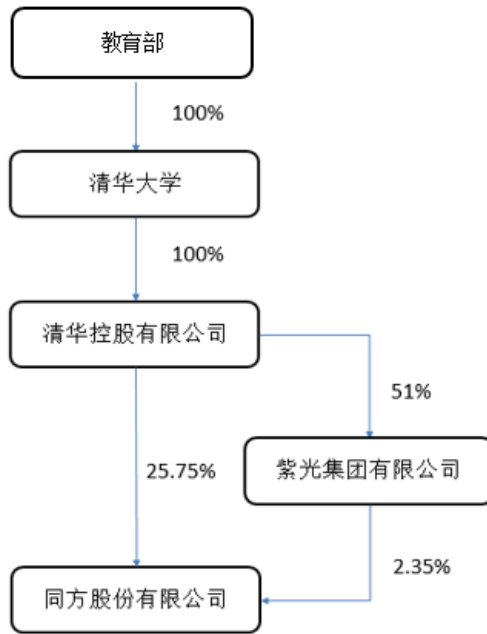 教育部
100%
清华大学
100%
清华控股有限公司
51%
25.75%
紫光集团有限公司
2.35%
同方股份有限公司